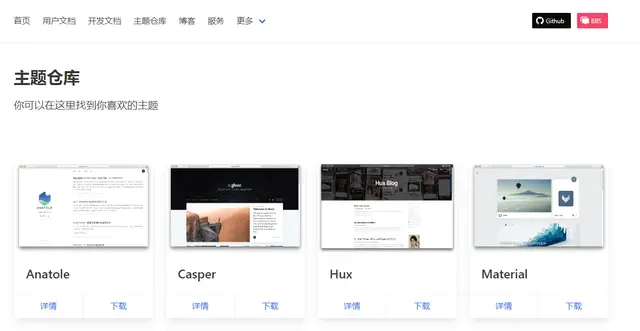 首页 用户文档 开发文档 主题仓库 博客 服务 更多 Github BBS
主题仓库
你可以在这里找到你喜欢的主题
Hux Blog
Anatole Casper Hux Material
详情 下载 详情 下载 详情 下载 详情 下载